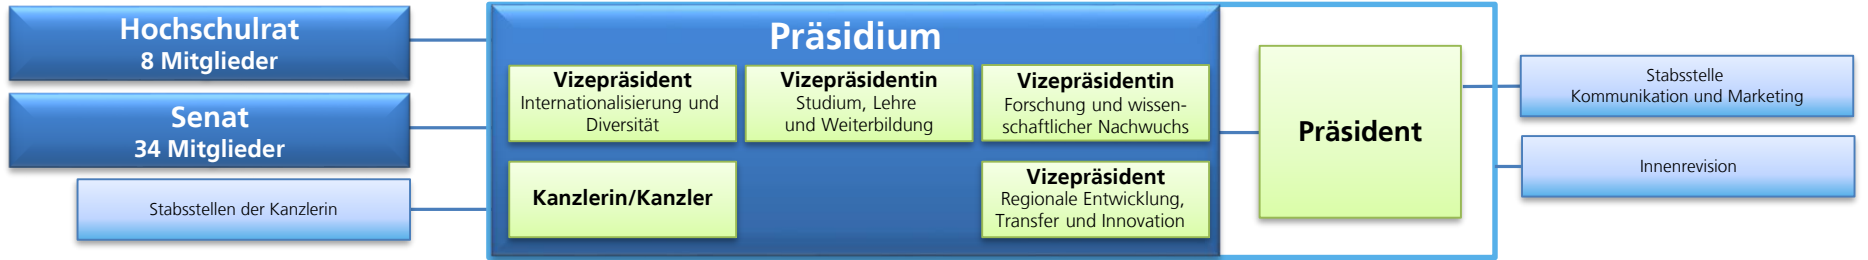 Hochschulrat
8 Mitglieder
Senat
34 Mitglieder
Stabsstellen der Kanzlerin
Präsidium
Vizepräsident
Internationalisierung und
Diversität
Vizepräsidentin
Studium, Lehre
und Weiterbildung
Vizepräsidentin
Forschung und wissen-
schaftlicher Nachwuchs
Kanzlerin/Kanzler
Vizepräsident
Regionale Entwicklung,
Transfer und Innovation
Präsident
Stabsstelle
Kommunikation und Marketing
Innenrevision